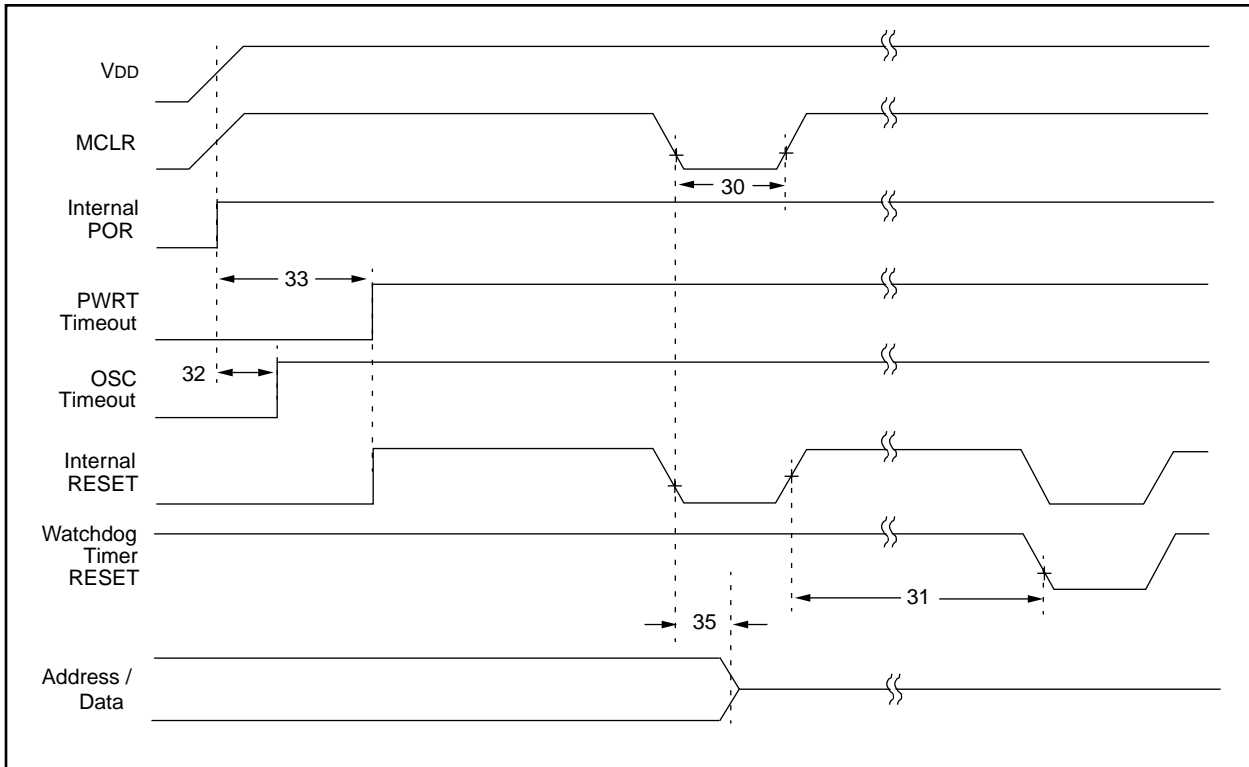 VDD
MCLR
30
Internal
POR
33
PWRT
Timeout
32
OSC
Timeout
Internal
RESET
Watchdog
Timer
RESET
31
35
Address /
Data